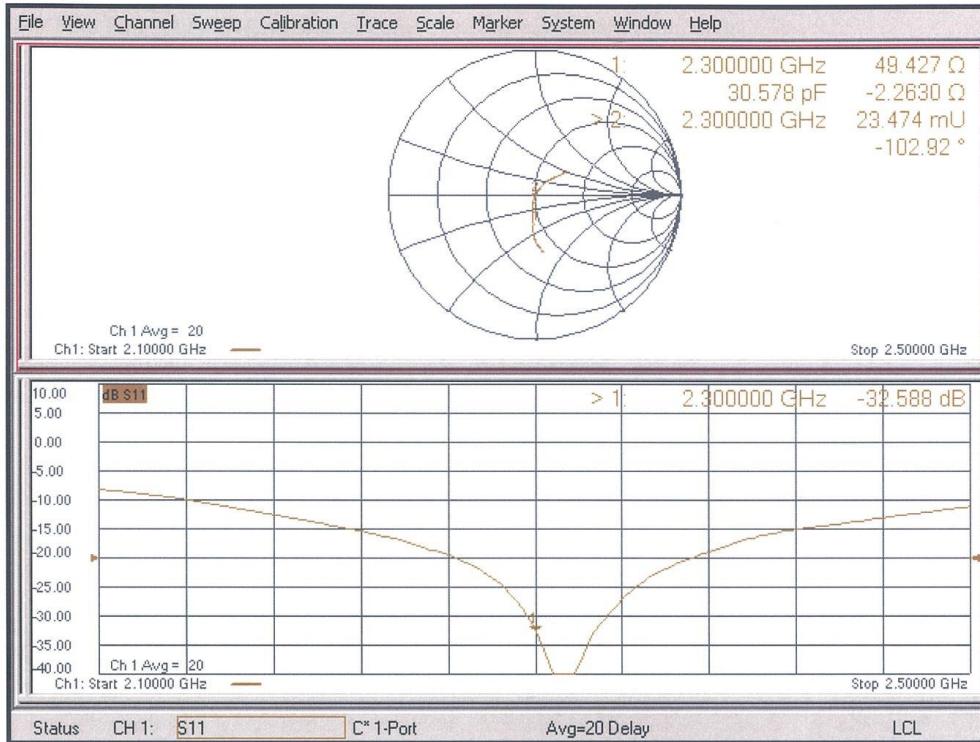 File View Channel Sweep Calibration Trace Scale Marker System Window Help
1: 2.300000 GHz 49.427 Ω
30.578 pF -2.2630 Ω
> 2: 2.300000 GHz 23.474 mU
-102.92 °
Ch 1 Avg = 20
Ch1: Start 2.10000 GHz Stop 2.50000 GHz
dB S11
> 1: 2.300000 GHz -32.588 dB
10.00
5.00
0.00
-5.00
-10.00
-15.00
-20.00
-25.00
-30.00
-35.00
-40.00
1
Ch 1 Avg = 20
Ch1: Start 2.10000 GHz Stop 2.50000 GHz
Status CH 1: S11 C* 1-Port Avg=20 Delay LCL